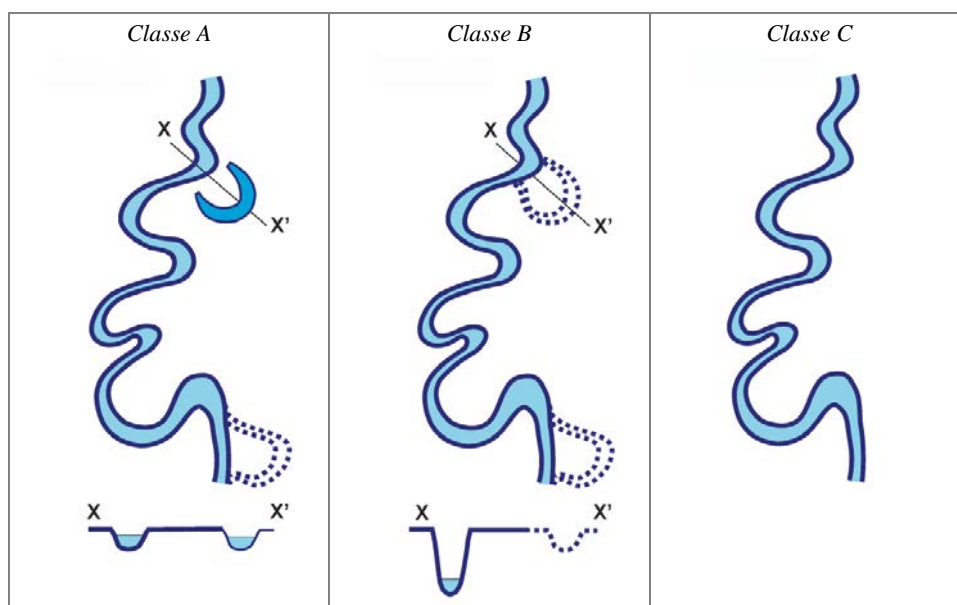 Classe A
Classe B
Classe C
X
X'
X
X'
X X'
X X'